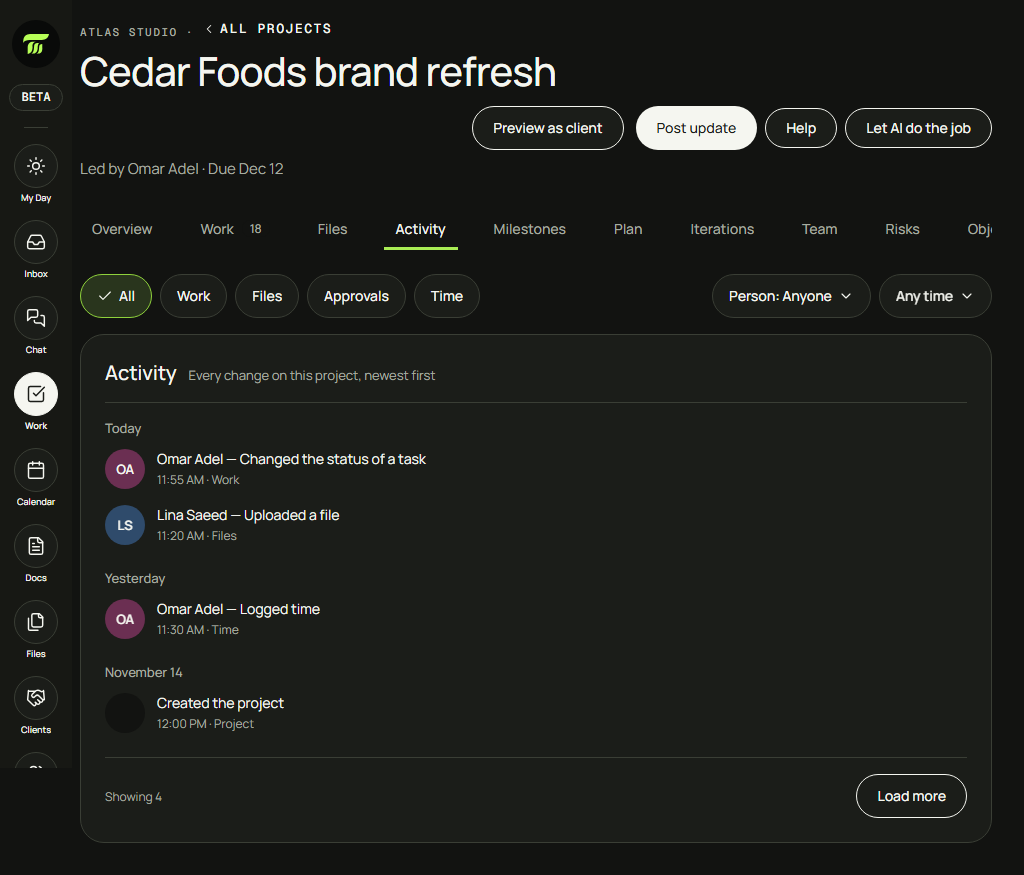 ATLAS STUDIO · ALL PROJECTS
Cedar Foods brand refresh
Preview as client
Post update
Help
Let AI do the job
Led by Omar Adel · Due Dec 12
BETA
My Day
Inbox
Chat
Work
Calendar
Docs
Files
Clients
Overview
Work 18
Files
Activity
Milestones
Plan
Iterations
Team
Risks
Obj
All
Work
Files
Approvals
Time
Person: Anyone
Any time
Activity Every change on this project, newest first
Today
OA
Omar Adel — Changed the status of a task
11:55 AM · Work
LS
Lina Saeed — Uploaded a file
11:20 AM · Files
Yesterday
OA
Omar Adel — Logged time
11:30 AM · Time
November 14
Created the project
12:00 PM · Project
Showing 4
Load more